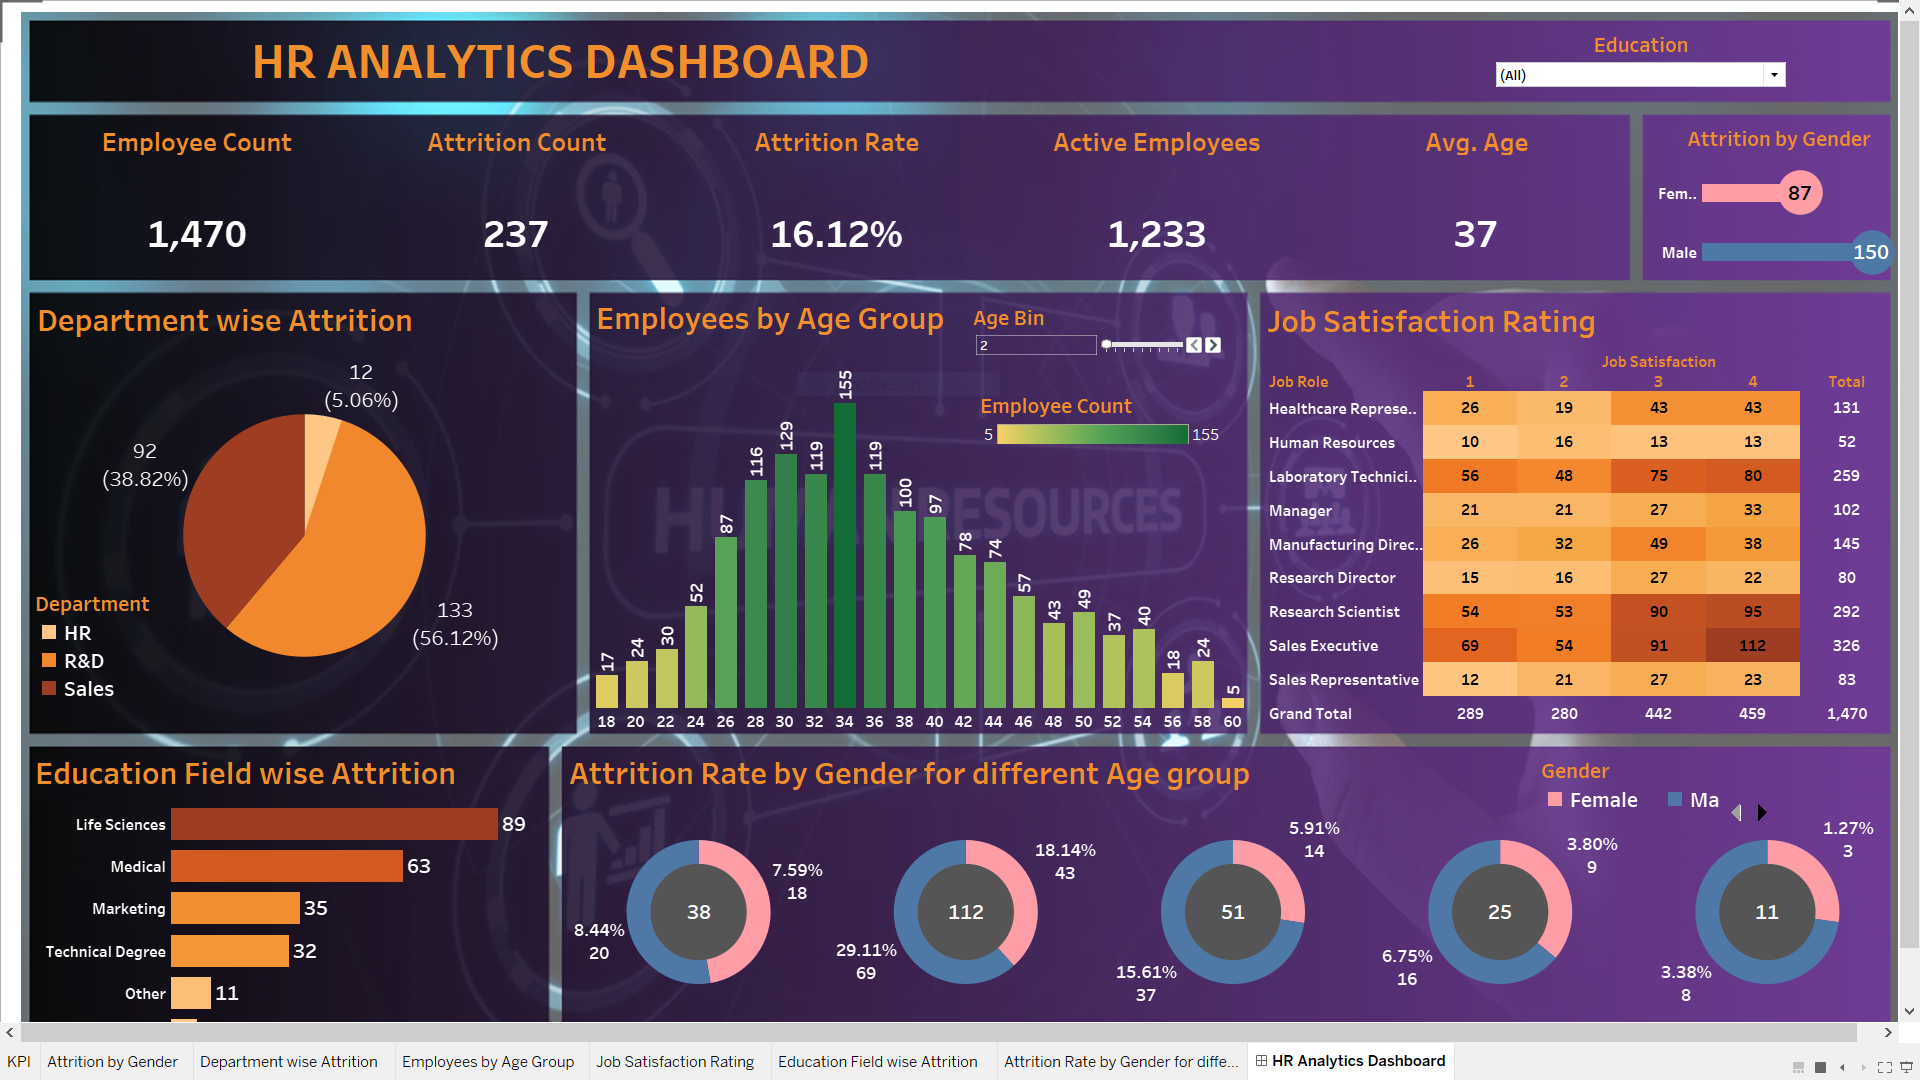 HR ANALYTICS DASHBOARD
Education
(All)
Employee Count
Attrition Count
Attrition Rate
Active Employees
Avg. Age
1,470
237
16.12%
1,233
37
Attrition by Gender
Fem..
87
Male
150
Department wise Attrition
12
(5.06%)
92
(38.82%)
133
(56.12%)
Department
HR
R&D
Sales
Employees by Age Group
Age Bin
2
Employee Count
5
155
17 24 30 52 87 116 129 119 155 119 100 97 78 74 57 43 49 37 40 18 24 5
18 20 22 24 26 28 30 32 34 36 38 40 42 44 46 48 50 52 54 56 58 60
HUMAN RESOURCES
Job Satisfaction Rating
Job Satisfaction
Job Role 1 2 3 4 Total
Healthcare Represe.. 26 19 43 43 131
Human Resources 10 16 13 13 52
Laboratory Technici.. 56 48 75 80 259
Manager 21 21 27 33 102
Manufacturing Direc.. 26 32 49 38 145
Research Director 15 16 27 22 80
Research Scientist 54 53 90 95 292
Sales Executive 69 54 91 112 326
Sales Representative 12 21 27 23 83
Grand Total 289 280 442 459 1,470
Education Field wise Attrition
Life Sciences 89
Medical 63
Marketing 35
Technical Degree 32
Other 11
Attrition Rate by Gender for different Age group
Gender
Female
Ma
7.59%
18
38
8.44%
20
18.14%
43
112
29.11%
69
5.91%
14
51
15.61%
37
3.80%
9
25
6.75%
16
1.27%
3
11
3.38%
8
KPI
Attrition by Gender
Department wise Attrition
Employees by Age Group
Job Satisfaction Rating
Education Field wise Attrition
Attrition Rate by Gender for diffe...
HR Analytics Dashboard